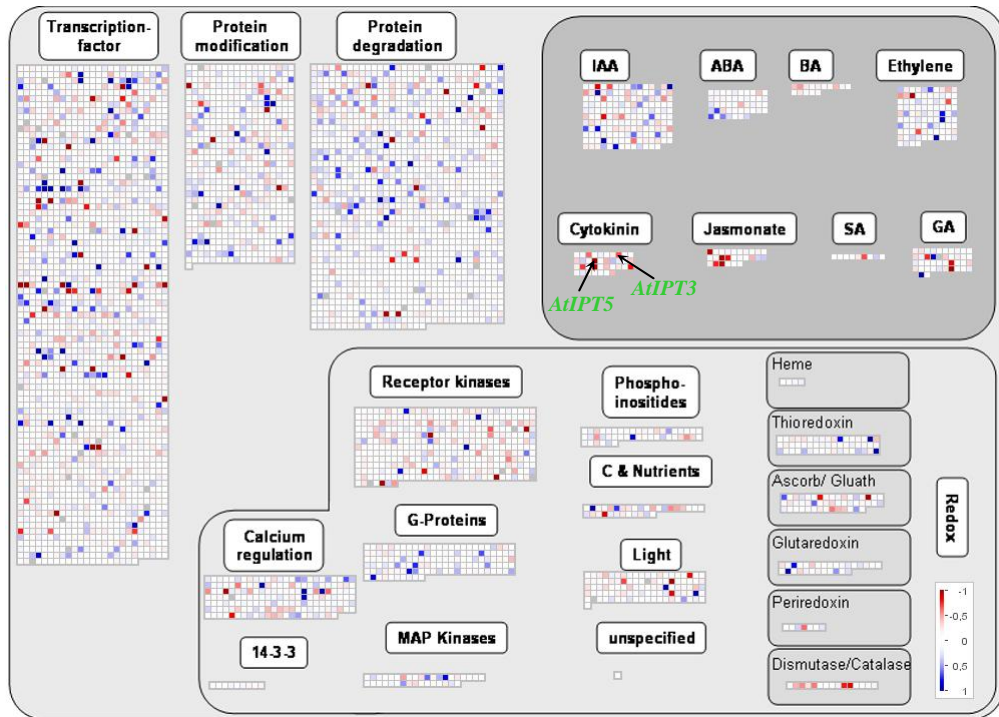 Transcription-
factor
Protein
modification
Protein
degradation
IAA
ABA
BA
Ethylene
Cytokinin
Jasmonate
SA
GA
AtIPT5
AtIPT3
Receptor kinases
Phospho-
inositides
C & Nutrients
G-Proteins
Calcium
regulation
Light
14-3-3
MAP Kinases
unspecified
Heme
Thioredoxin
Ascorb/ Gluath
Glutaredoxin
Periredoxin
Dismutase/Catalase
Redox
-1
-0,5
0
0,5
1